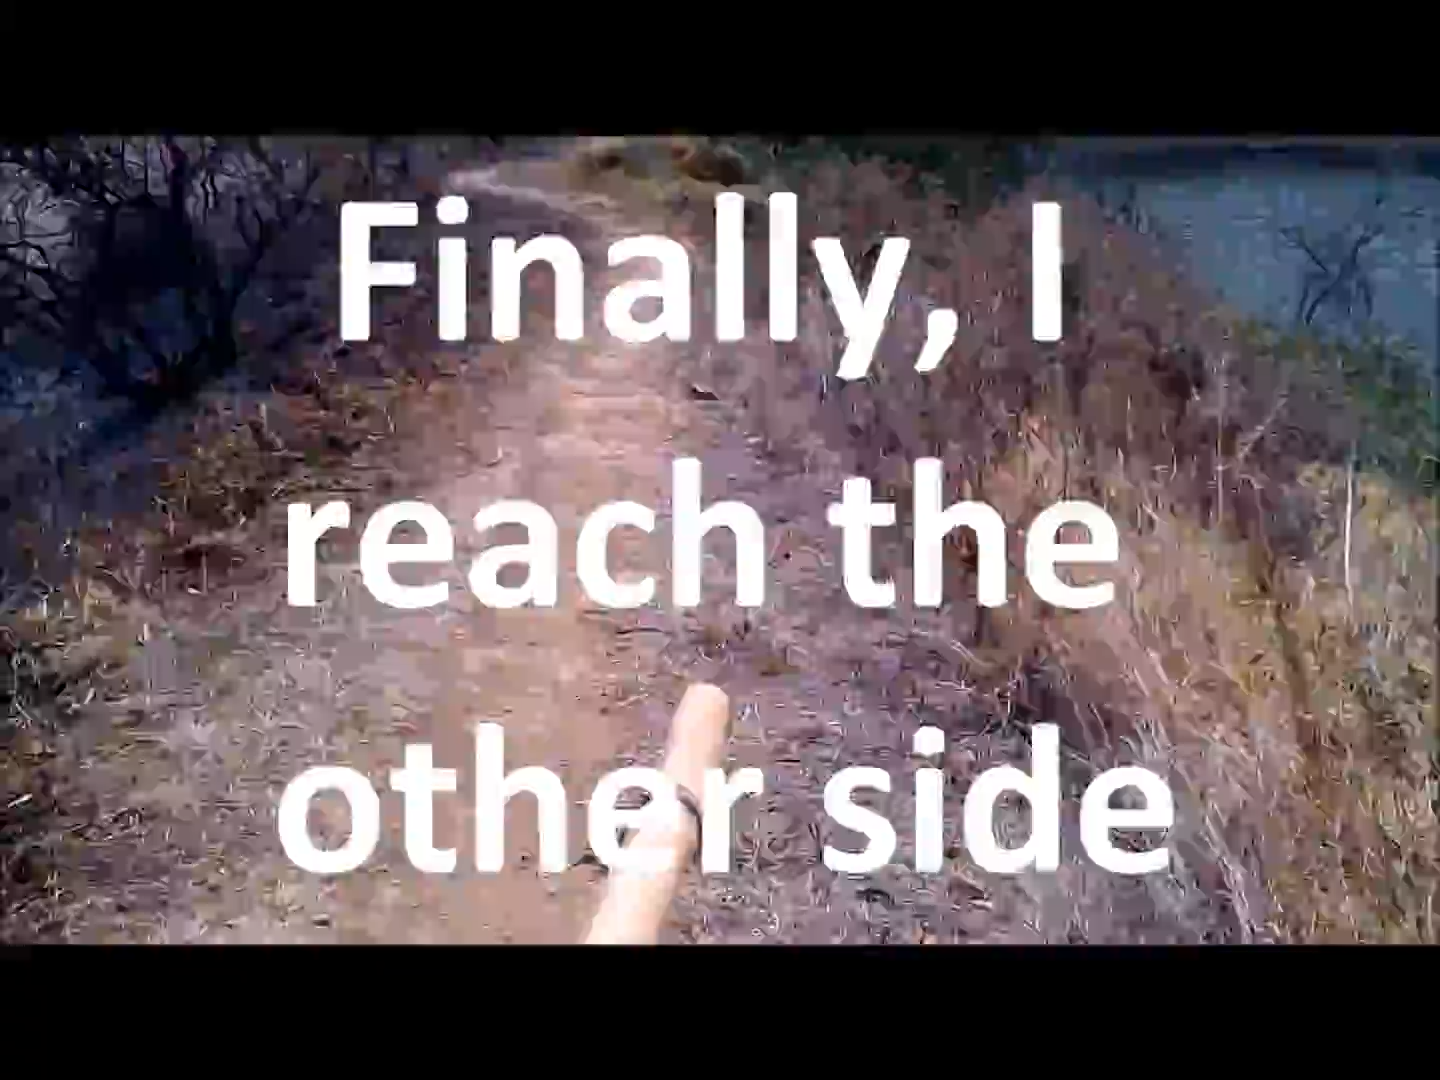 Finally, I
reach the
other side